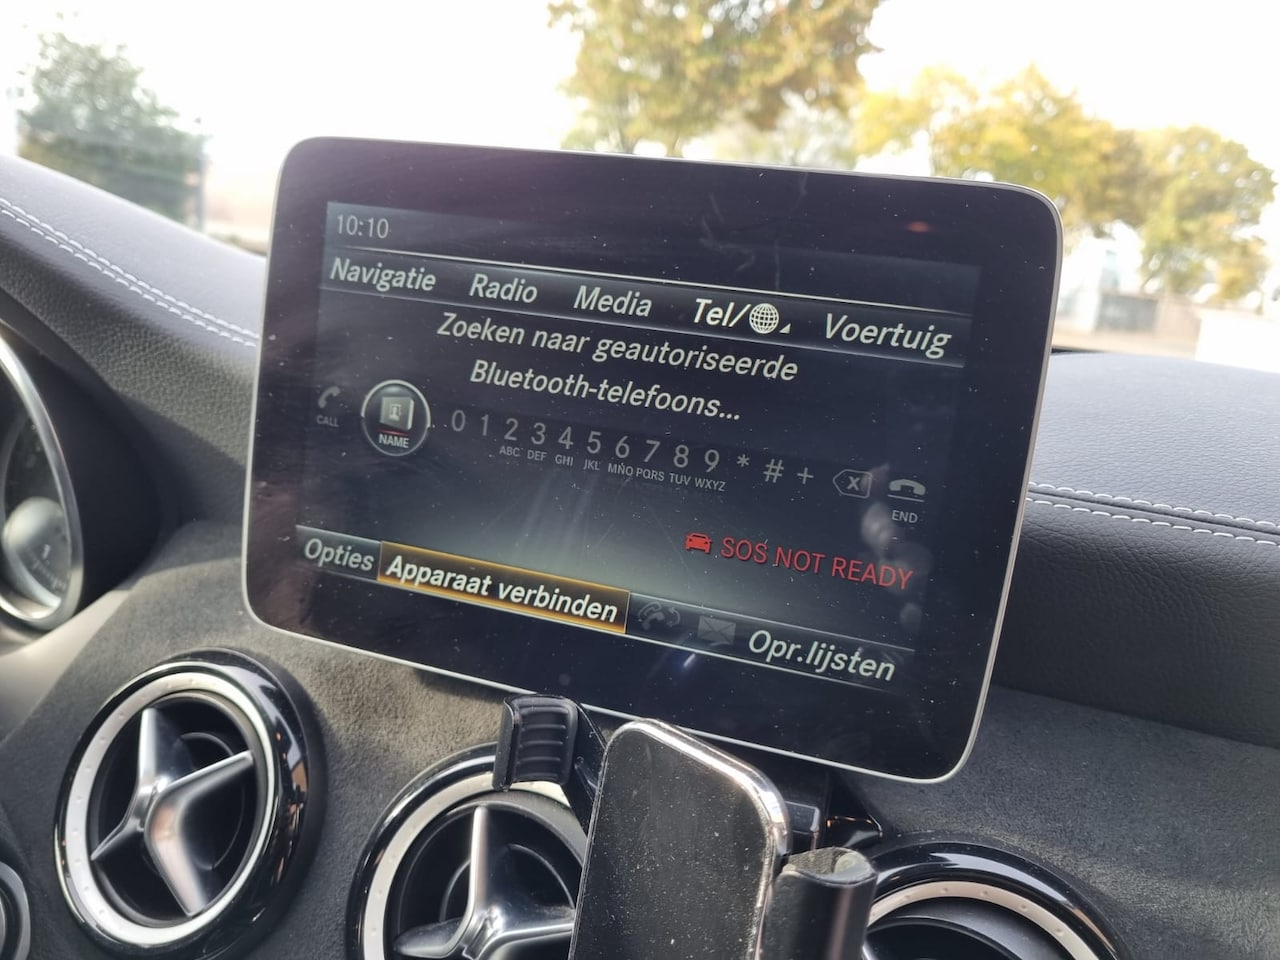 10:10
Navigatie Radio Media Tel/ Voertuig
Zoeken naar geautoriseerde
Bluetooth-telefoons...
CALL NAME 0 1 2 3 4 5 6 7 8 9 * # + X END
ABC DEF GHI JKL MNO PQRS TUV WXYZ
SOS NOT READY
Opties Apparaat verbinden Opr.lijsten